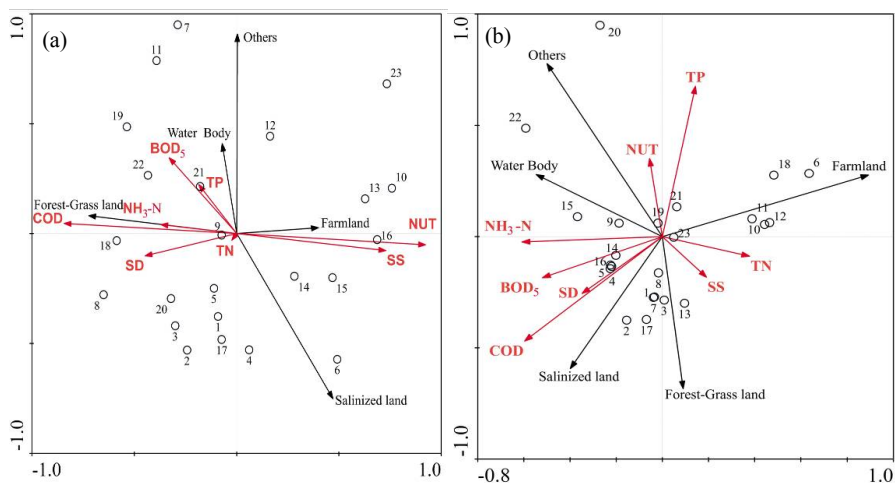 (a)
1.0
7
Others
11
23
19
12
Water Body
BOD5
22
21
TP
10
13
Forest-Grass land
NH3-N
COD
Farmland
NUT
9
16
18
TN
SS
SD
14
15
8
20
5
3
1
17
2
4
6
Salinized land
-1.0
-1.0
1.0
(b)
1.0
20
Others
TP
22
NUT
Water Body
18
6
Farmland
15
21
19
11
12
10
NH3-N
23
14
16
5
4
TN
BOD5
SD
8
SS
1
7
3
13
2
17
COD
Salinized land
Forest-Grass land
-1.0
-0.8
1.0